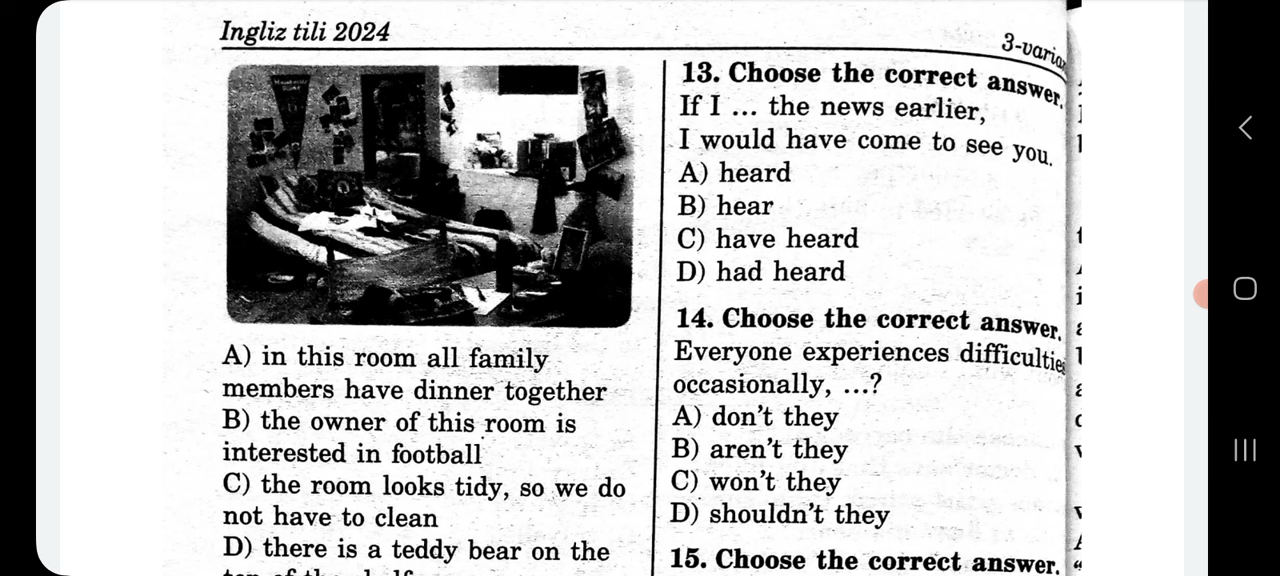 Ingliz tili 2024
3-varia
A) in this room all family
members have dinner together
B) the owner of this room is
interested in football
C) the room looks tidy, so we do
not have to clean
D) there is a teddy bear on the
13. Choose the correct answer.
If I ... the news earlier,
I would have come to see you.
A) heard
B) hear
C) have heard
D) had heard
14. Choose the correct answer.
Everyone experiences difficulties
occasionally, ...?
A) don't they
B) aren't they
C) won't they
D) shouldn't they
15. Choose the correct answer.